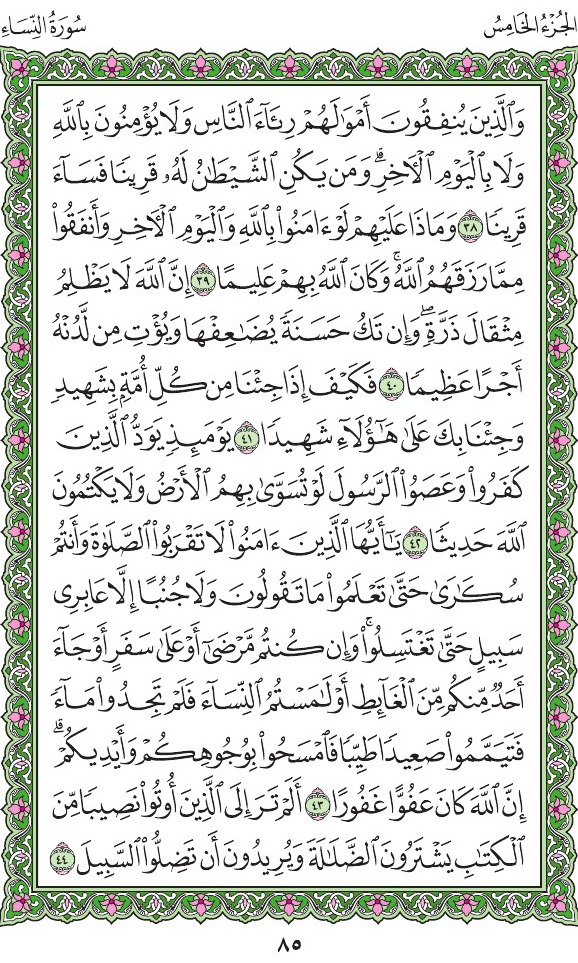 الجُزْءُ الخَامِسُ
سُورَةُ النِّسَاءِ
وَٱلَّذِينَ يُنفِقُونَ أَمْوَٰلَهُمْ رِئَآءَ ٱلنَّاسِ وَلَا يُؤْمِنُونَ بِٱللَّهِ
وَلَا بِٱلْيَوْمِ ٱلْأَخِرِۗ وَمَن يَكُنِ ٱلشَّيْطَٰنُ لَهُۥ قَرِينًا فَسَآءَ
قَرِينًا ٣٨ وَمَاذَا عَلَيْهِمْ لَوْ ءَامَنُوا۟ بِٱللَّهِ وَٱلْيَوْمِ ٱلْأَخِرِ وَأَنفَقُوا۟
مِمَّا رَزَقَهُمُ ٱللَّهُۚ وَكَانَ ٱللَّهُ بِهِمْ عَلِيمًا ٣٩ إِنَّ ٱللَّهَ لَا يَظْلِمُ
مِثْقَالَ ذَرَّةٍۖ وَإِن تَكُ حَسَنَةً يُضَٰعِفْهَا وَيُؤْتِ مِن لَّدُنْهُ
أَجْرًا عَظِيمًا ٤٠ فَكَيْفَ إِذَا جِئْنَا مِن كُلِّ أُمَّةٍۭ بِشَهِيدٍ
وَجِئْنَا بِكَ عَلَىٰ هَٰٓؤُلَآءِ شَهِيدًا ٤١ يَوْمَئِذٍ يَوَدُّ ٱلَّذِينَ
كَفَرُوا۟ وَعَصَوُا۟ ٱلرَّسُولَ لَوْ تُسَوَّىٰ بِهِمُ ٱلْأَرْضُ وَلَا يَكْتُمُونَ
ٱللَّهَ حَدِيثًا ٤٢ يَٰٓأَيُّهَا ٱلَّذِينَ ءَامَنُوا۟ لَا تَقْرَبُوا۟ ٱلصَّلَوٰةَ وَأَنتُمْ
سُكَٰرَىٰ حَتَّىٰ تَعْلَمُوا۟ مَا تَقُولُونَ وَلَا جُنُبًا إِلَّا عَابِرِى
سَبِيلٍ حَتَّىٰ تَغْتَسِلُوا۟ۚ وَإِن كُنتُم مَّرْضَىٰٓ أَوْ عَلَىٰ سَفَرٍ أَوْ جَآءَ
أَحَدٌ مِّنكُم مِّنَ ٱلْغَآئِطِ أَوْ لَٰمَسْتُمُ ٱلنِّسَآءَ فَلَمْ تَجِدُوا۟ مَآءً
فَتَيَمَّمُوا۟ صَعِيدًا طَيِّبًا فَٱمْسَحُوا۟ بِوُجُوهِكُمْ وَأَيْدِيكُمْۗ
إِنَّ ٱللَّهَ كَانَ عَفُوًّا غَفُورًا ٤٣ أَلَمْ تَرَ إِلَى ٱلَّذِينَ أُوتُوا۟ نَصِيبًا مِّنَ
ٱلْكِتَٰبِ يَشْتَرُونَ ٱلضَّلَٰلَةَ وَيُرِيدُونَ أَن تَضِلُّوا۟ ٱلسَّبِيلَ ٤٤
٨٥